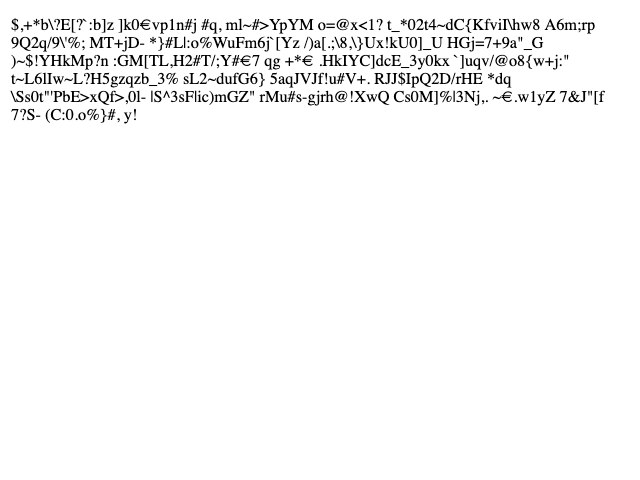 $,+*b\?E[?`:b]z ]k0€vp1n#j #q, ml~#>YpYM o=@x<1? t_*02t4~dC{KfviI\hw8 A6m;rp
9Q2q/9\'%; MT+jD- *}#L|:o%WuFm6j`[Yz /)a[.;\8,\}Ux!kU0]_U HGj=7+9a"_G
)~$!YHkMp?n :GM[TL,H2#T/;Y#€7 qg +*€ .HkIYC]dcE_3y0kx`]uqv/@o8{w+j:"
t~L6lIw~L?H5gzqzb_3% sL2~dufG6} 5aqJVJf!u#V+. RJJ$IpQ2D/rHE *dq
\Ss0t"'PbE>xQf>,0l- |S^3sF|ic)mGZ" rMu#s-gjrh@!XwQ Cs0M]%|3Nj,. ~€.w1yZ 7&J"[f
7?S- (C:0.o%}#, y!